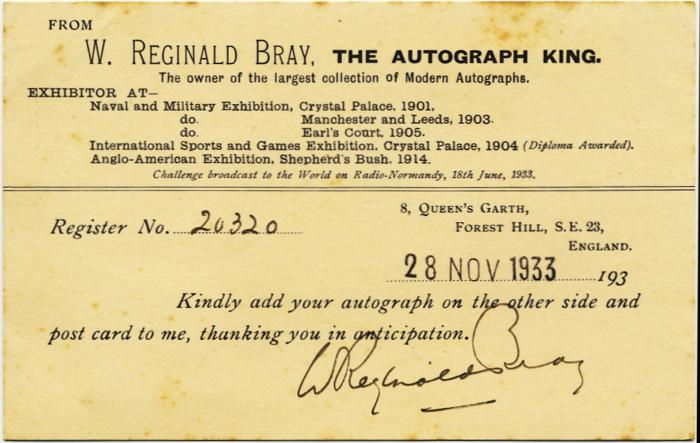 FROM
W. REGINALD BRAY, THE AUTOGRAPH KING.
The owner of the largest collection of Modern Autographs.
EXHIBITOR AT—
Naval and Military Exhibition, Crystal Palace, 1901.
do. Manchester and Leeds, 1903.
do. Earl's Court, 1905.
International Sports and Games Exhibition. Crystal Palace, 1904 (Diploma Awarded).
Anglo-American Exhibition, Shepherd's Bush. 1914.
Challenge broadcast to the World on Radio-Normandy, 18th June, 1933.
Register No. 20320
8, QUEEN'S GARTH,
FOREST HILL, S.E. 23,
ENGLAND.
28 NOV 1933 193
Kindly add your autograph on the other side and
post card to me, thanking you in anticipation.
W Reginald Bray